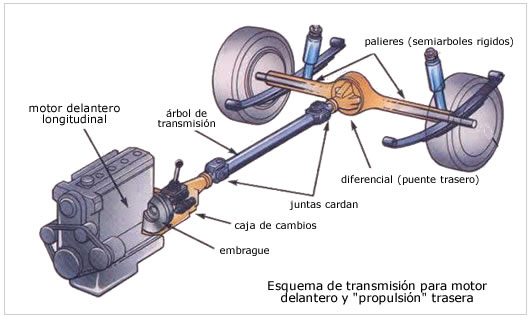 palieres (semiarboles rigidos)
motor delantero
longitudinal
árbol de
transmisión
diferencial (puente trasero)
juntas cardan
caja de cambios
embrague
Esquema de transmisión para motor
delantero y "propulsión" trasera